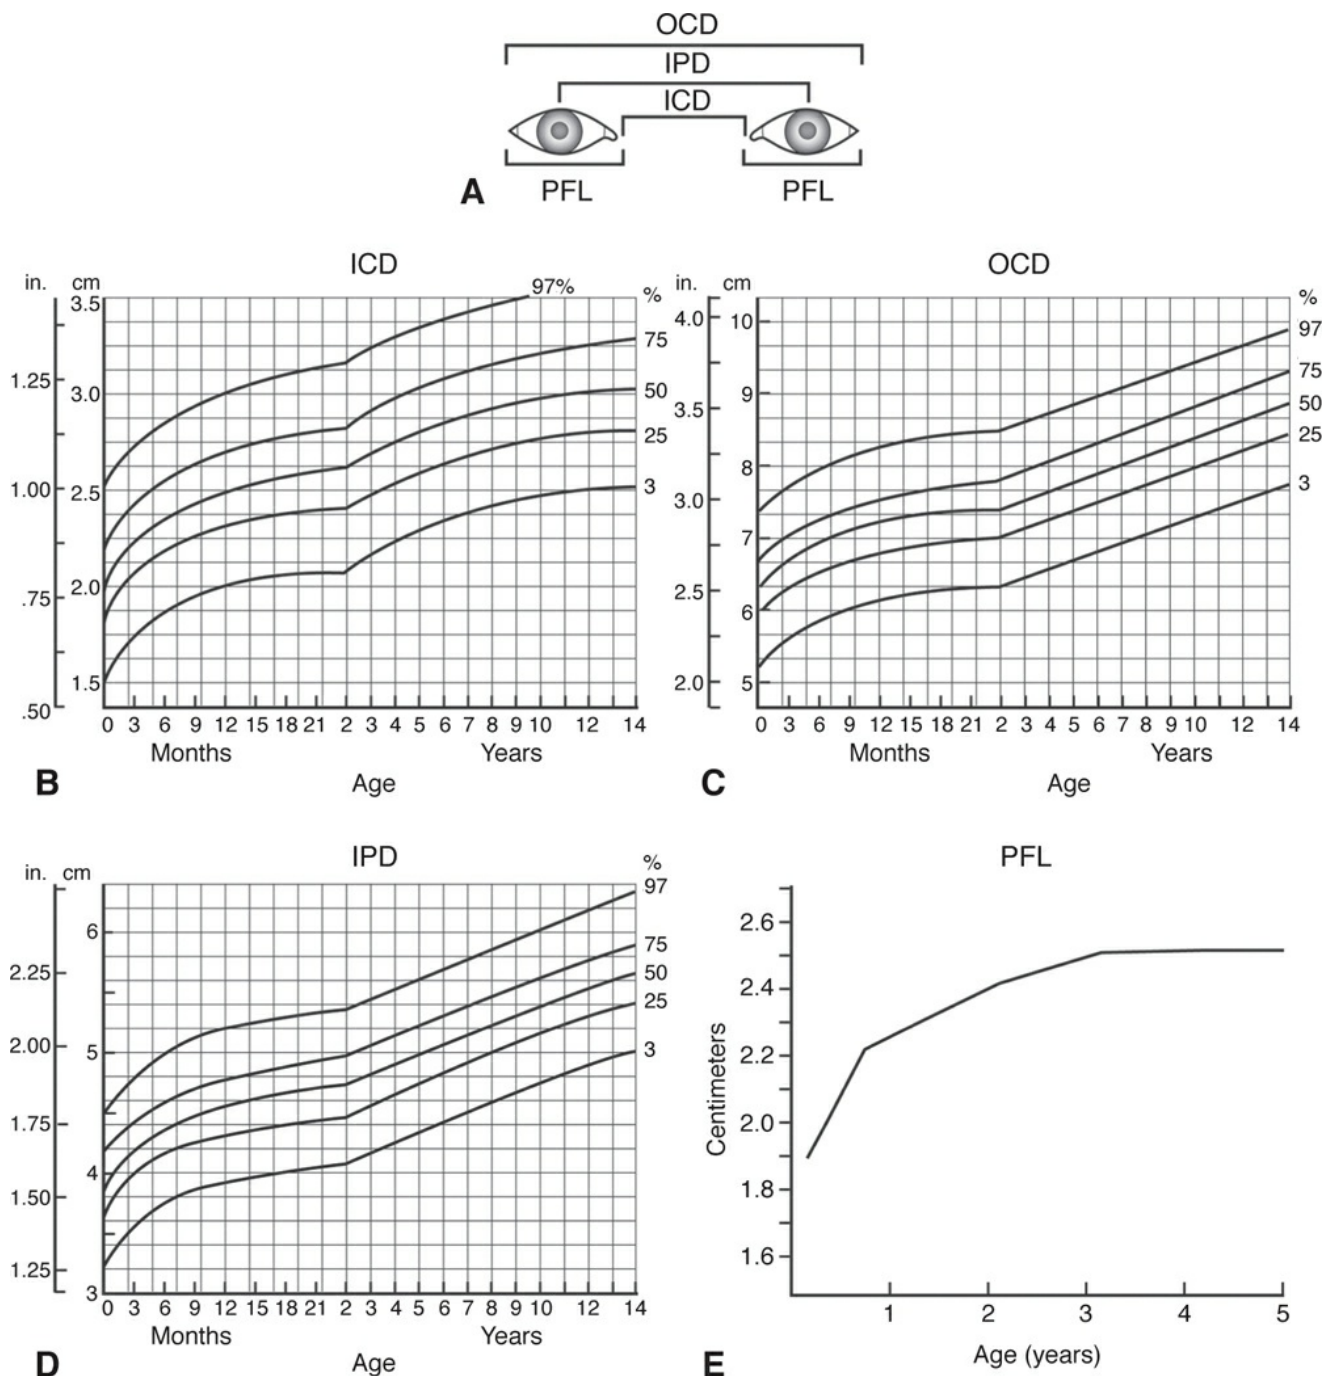 OCD
IPD
ICD
PFL PFL
A
ICD
in. cm
97%
%
3.5
75
1.25
3.0
50
25
1.00
2.5
3
2.0
.75
1.5
.50
0 3 6 9 12 15 18 21 2 3 4 5 6 7 8 9 10 12 14
Months Years
Age
B
OCD
in. cm
%
4.0
10
97
75
9
3.5
50
25
8
3
3.0
7
2.5
6
2.0
5
0 3 6 9 12 15 18 21 2 3 4 5 6 7 8 9 10 12 14
Months Years
Age
C
IPD
in. cm
%
97
6
75
2.25
50
25
2.00
5
3
1.75
4
1.50
1.25
3
0 3 6 9 12 15 18 21 2 3 4 5 6 7 8 9 10 12 14
Months Years
Age
D
PFL
2.6
2.4
2.2
2.0
1.8
1.6
Centimeters
1 2 3 4 5
Age (years)
E